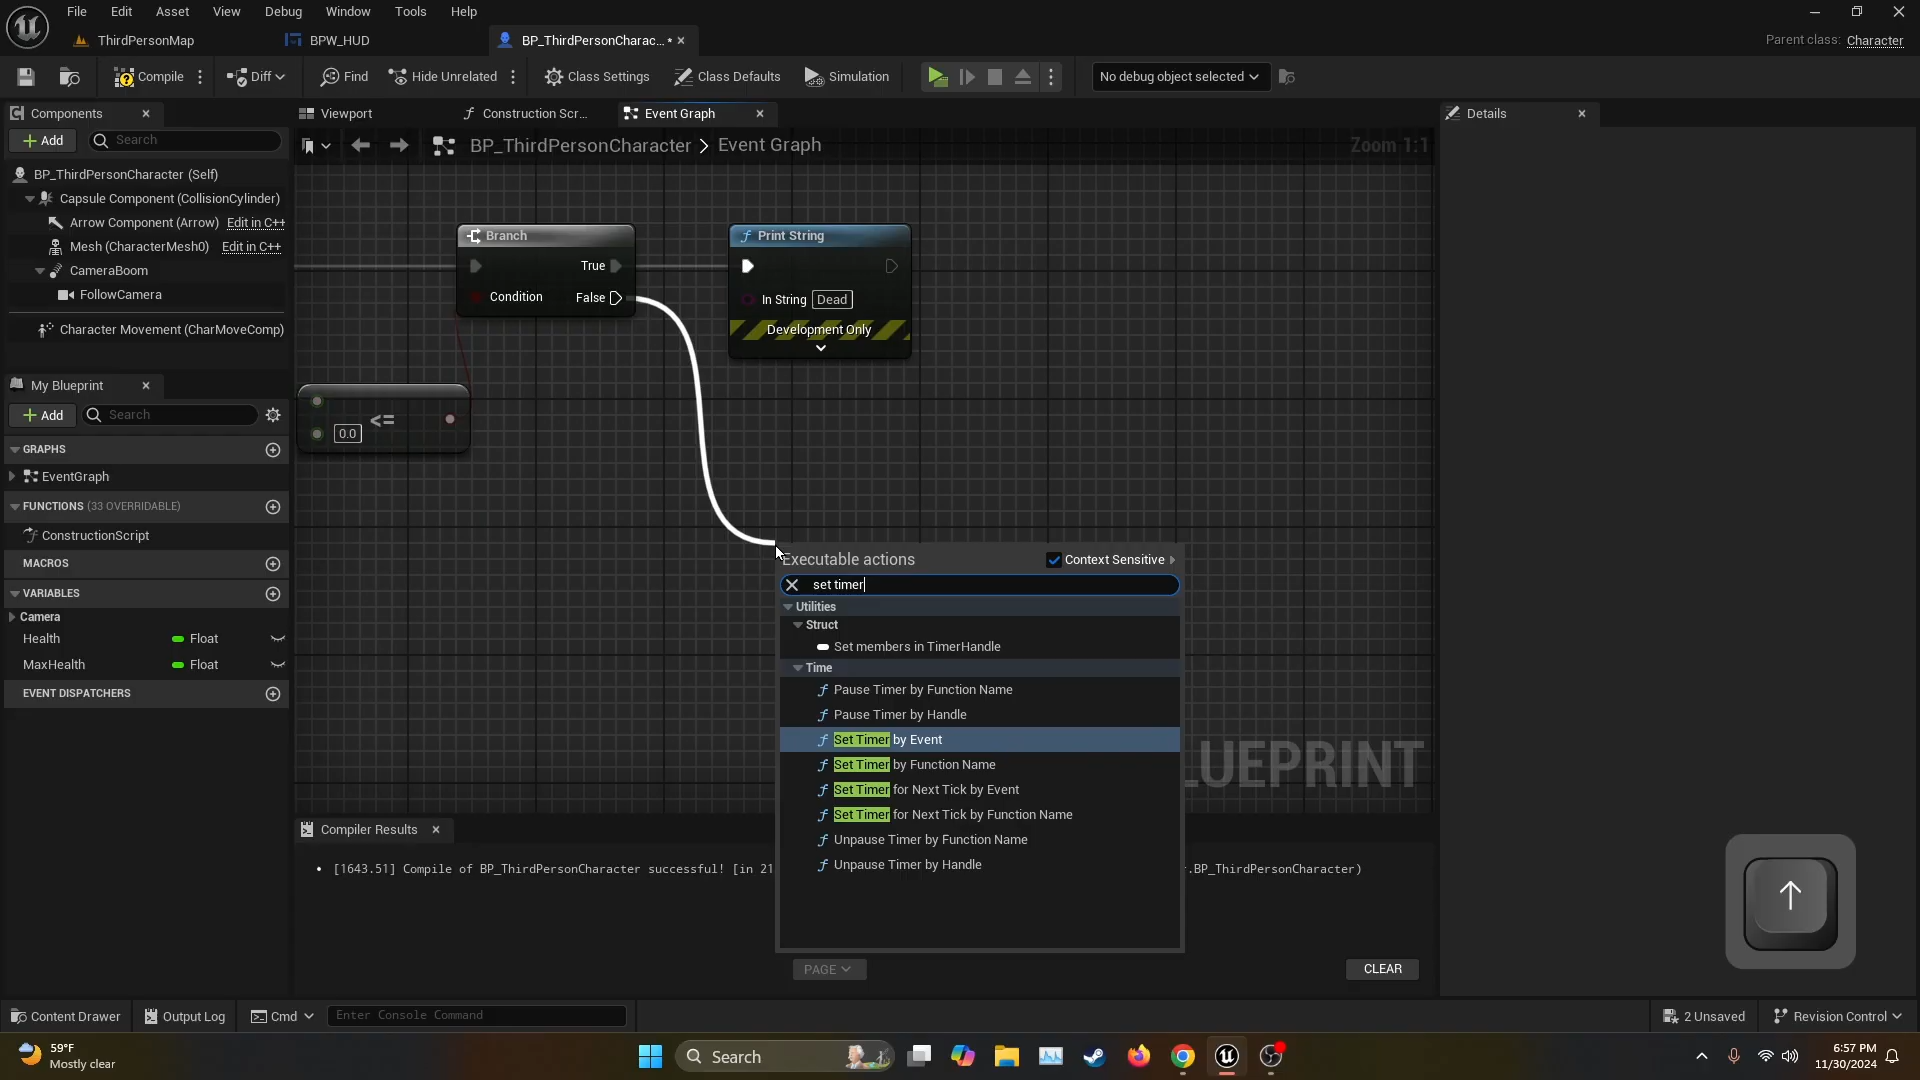 File Edit Asset View Debug Window Tools Help
ThirdPersonMap BPW_HUD BP_ThirdPersonCharac... •
Parent class: Character
Compile Diff Find Hide Unrelated Class Settings Class Defaults Simulation No debug object selected
Components Viewport Construction Scr... Event Graph Details
Add Search
BP_ThirdPersonCharacter > Event Graph Zoom 1:1
BP_ThirdPersonCharacter (Self)
Capsule Component (CollisionCylinder)
Arrow Component (Arrow) Edit in C++
Mesh (CharacterMesh0) Edit in C++
CameraBoom
FollowCamera
Character Movement (CharMoveComp)
Branch
True
Condition False
Print String
In String Dead
Development Only
<=
0.0
My Blueprint
Add Search
GRAPHS
EventGraph
FUNCTIONS (33 OVERRIDABLE)
ConstructionScript
MACROS
VARIABLES
Camera
Health Float
MaxHealth Float
EVENT DISPATCHERS
Executable actions Context Sensitive
set timer
Utilities
Struct
Set members in TimerHandle
Time
Pause Timer by Function Name
Pause Timer by Handle
Set Timer by Event
Set Timer by Function Name
Set Timer for Next Tick by Event
Set Timer for Next Tick by Function Name
Unpause Timer by Function Name
Unpause Timer by Handle
UEPRINT
Compiler Results
• [1643.51] Compile of BP_ThirdPersonCharacter successful! [in 21 r.BP_ThirdPersonCharacter)
PAGE CLEAR
Content Drawer Output Log Cmd Enter Console Command 2 Unsaved Revision Control
59°F
Mostly clear
Search
6:57 PM
11/30/2024